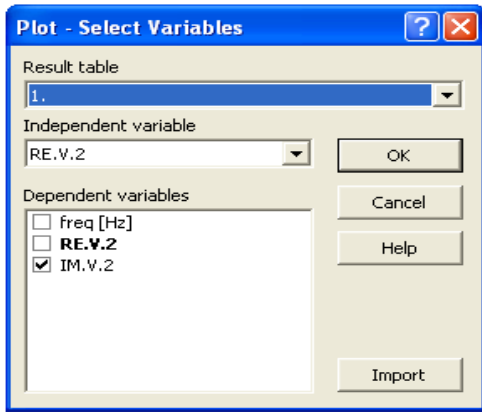 Plot - Select Variables
Result table
1.
Independent variable
RE.V.2
OK
Dependent variables
Cancel
freq [Hz]
RE.V.2
Help
IM.V.2
Import